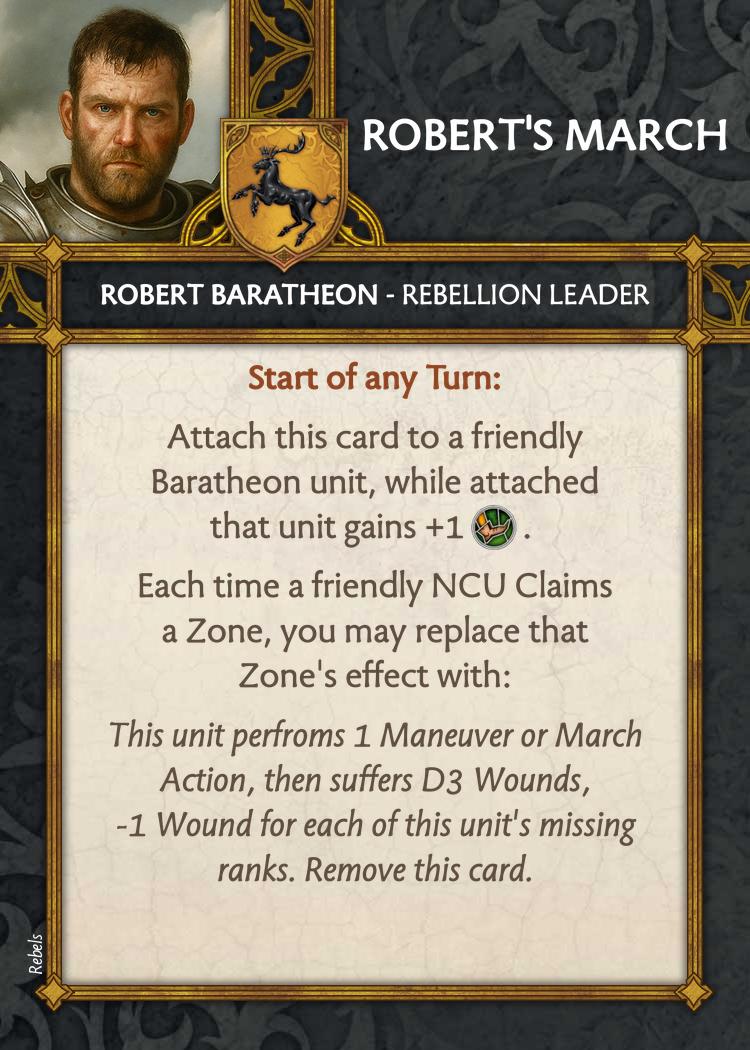 ROBERT'S MARCH
ROBERT BARATHEON - REBELLION LEADER
Start of any Turn:
Attach this card to a friendly
Baratheon unit, while attached
that unit gains +1 .
Each time a friendly NCU Claims
a Zone, you may replace that
Zone's effect with:
This unit perfroms 1 Maneuver or March
Action, then suffers D3 Wounds,
-1 Wound for each of this unit's missing
ranks. Remove this card.
Rebels